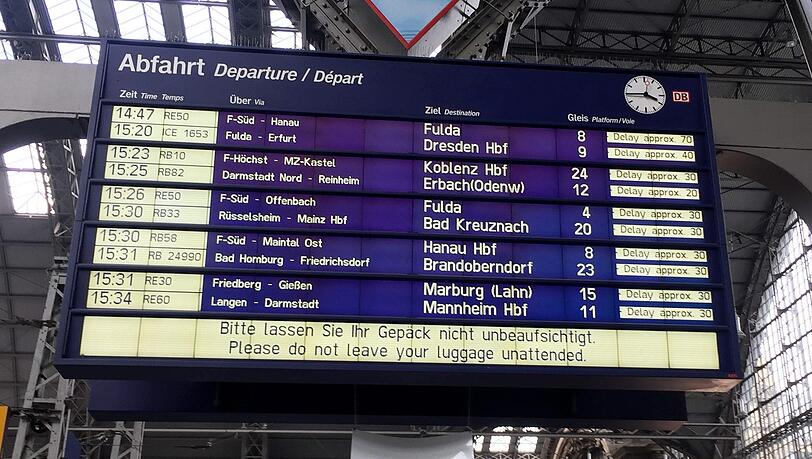 Abfahrt Departure / Départ
DB
Zeit Time Temps Über Via Ziel Destination Gleis Platform/Voie
14:47 RE50 F-Süd - Hanau Fulda 8 Delay approx. 70
15:20 ICE 1653 Fulda - Erfurt Dresden Hbf 9 Delay approx. 40
15:23 RB10 F-Höchst - MZ-Kastel Koblenz Hbf 24 Delay approx. 30
15:25 RB82 Darmstadt Nord - Reinheim Erbach(Odenw) 12 Delay approx. 20
15:26 RE50 F-Süd - Offenbach Fulda 4 Delay approx. 30
15:30 RB33 Rüsselsheim - Mainz Hbf Bad Kreuznach 20 Delay approx. 30
15:30 RB58 F-Süd - Maintal Ost Hanau Hbf 8 Delay approx. 30
15:31 RB 24990 Bad Homburg - Friedrichsdorf Brandoberndorf 23 Delay approx. 30
15:31 RE30 Friedberg - Gießen Marburg (Lahn) 15 Delay approx. 30
15:34 RE60 Langen - Darmstadt Mannheim Hbf 11 Delay approx. 30
Bitte lassen Sie Ihr Gepäck nicht unbeaufsichtigt.
Please do not leave your luggage unattended.